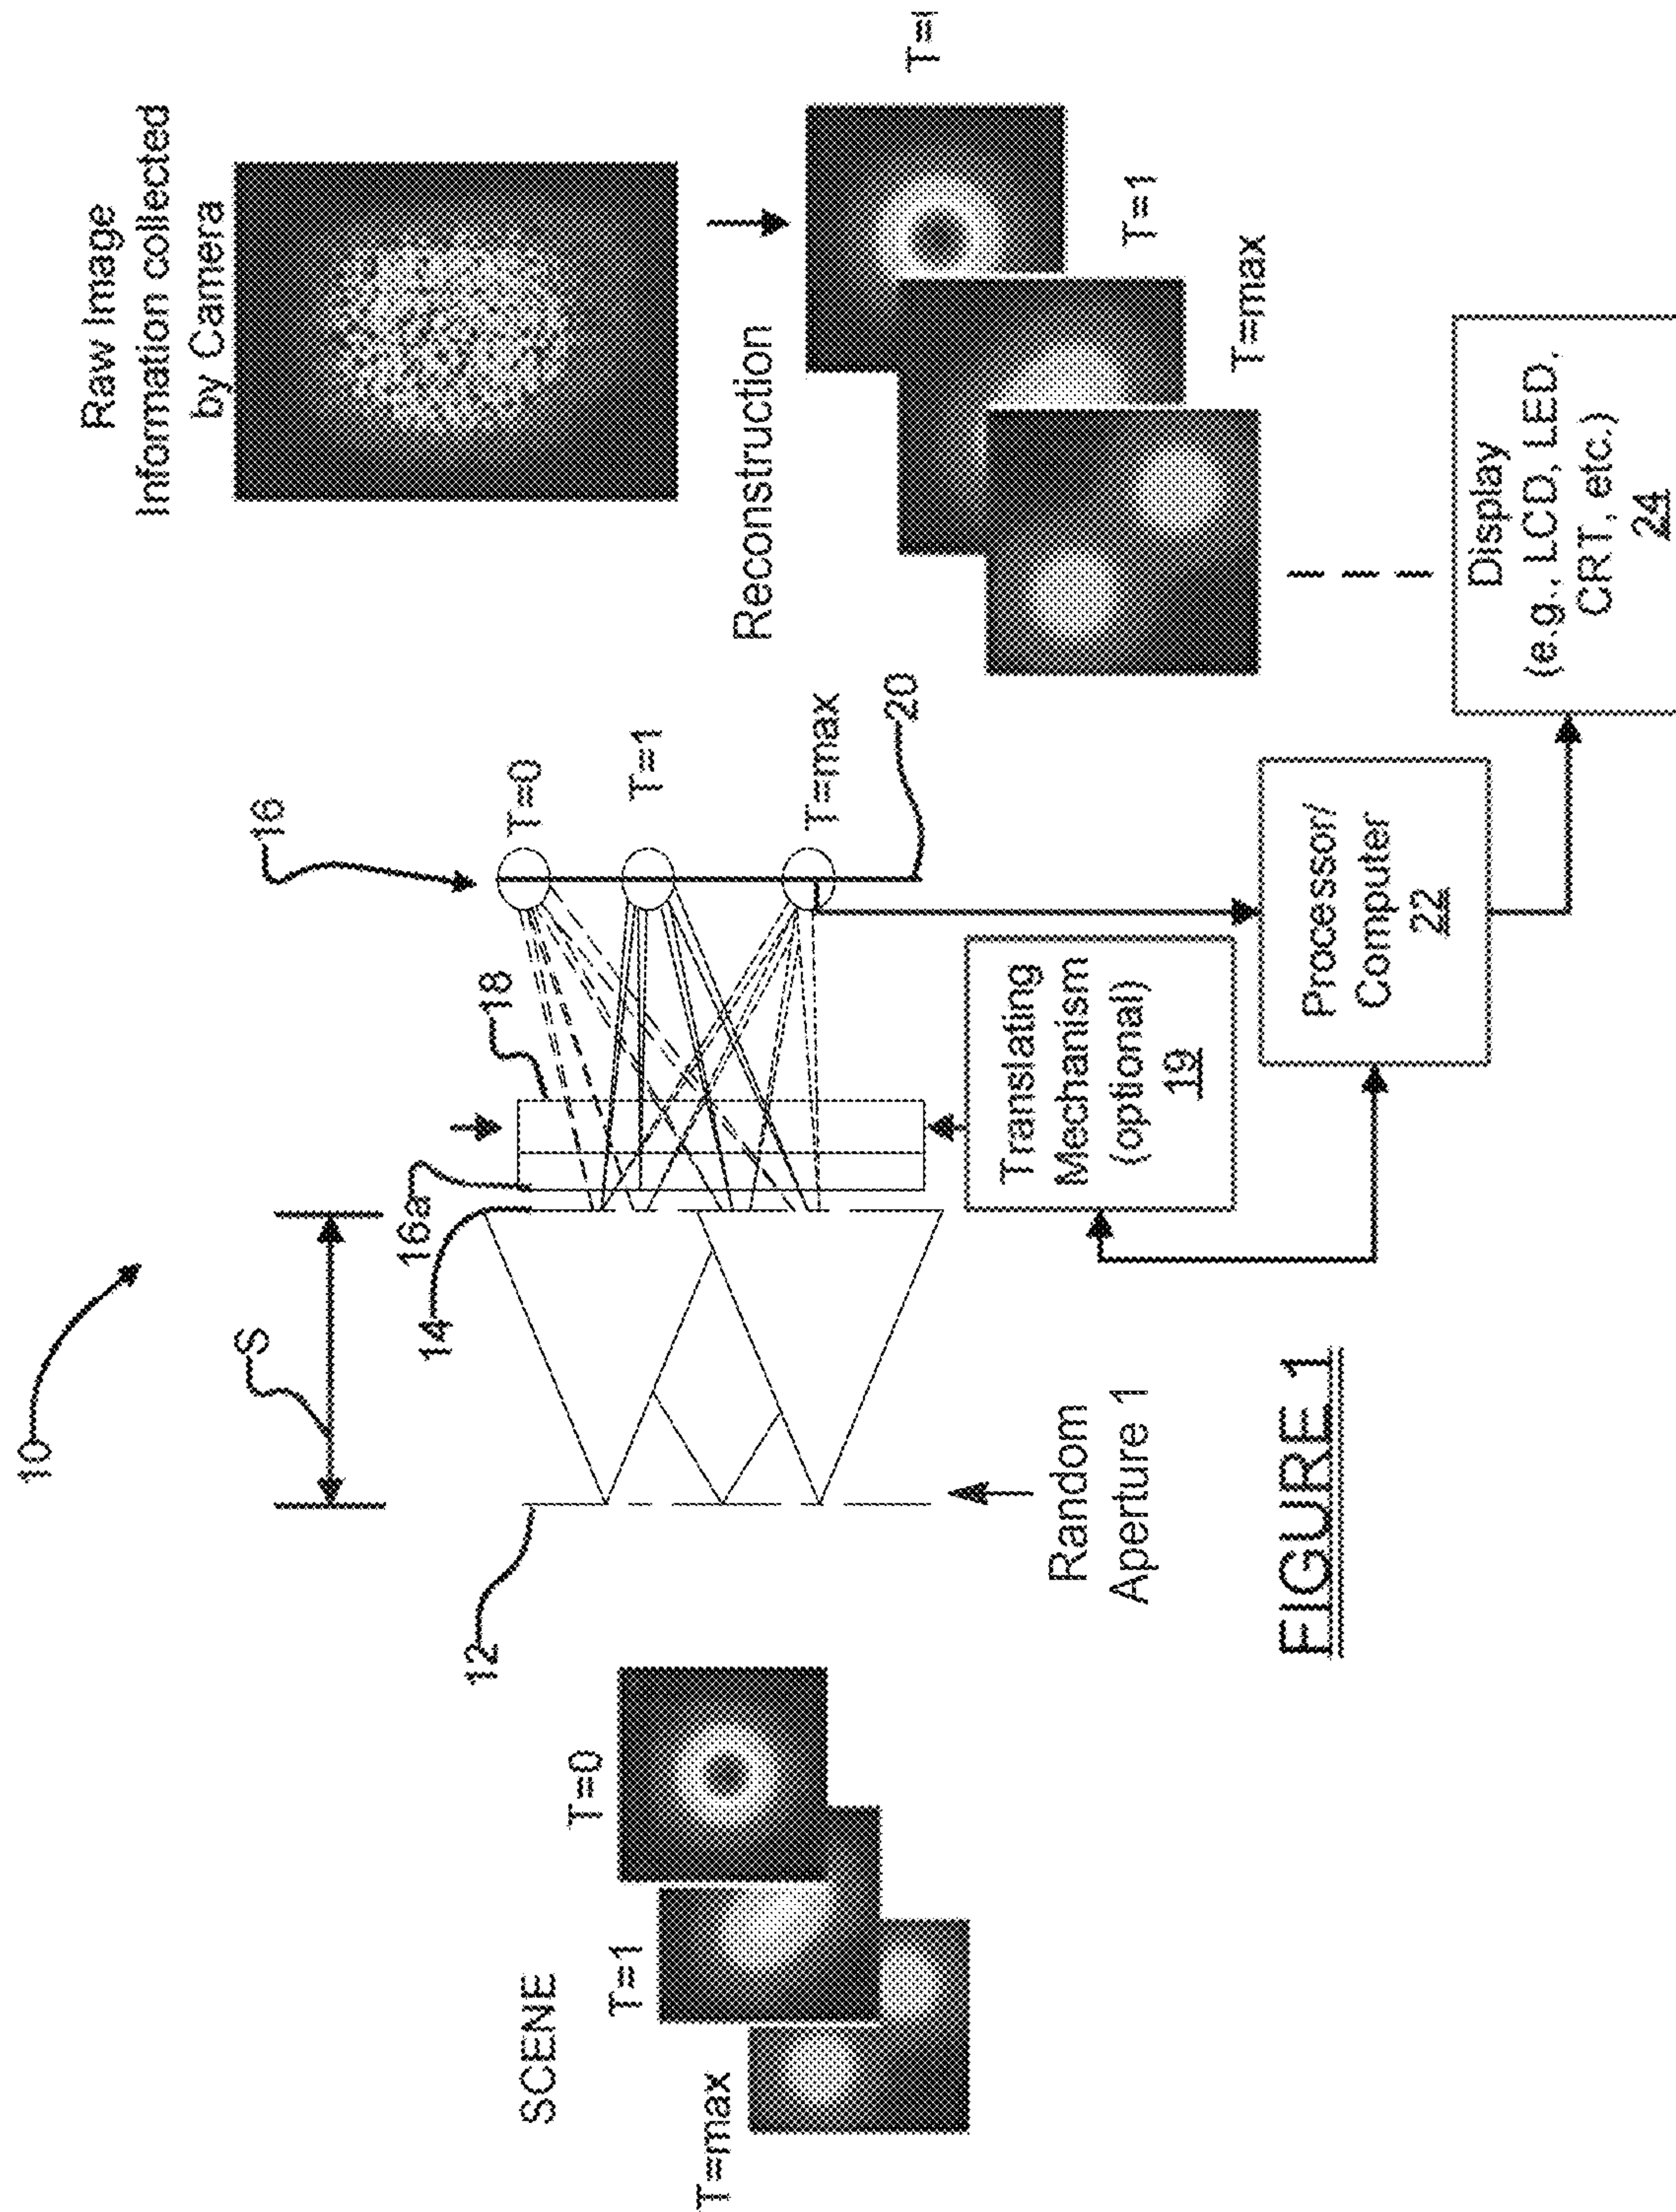 10
S
12
14
16a
18
16
20
SCENE
T=0
T=1
T=max
Random
Aperture 1
T=0
T=1
T=max
Translating
Mechanism
(optional)
19
Processor/
Computer
22
Display
(e.g., LCD, LED,
CRT, etc.)
24
Raw Image
Information collected
by Camera
Reconstruction
T=1
T=max
FIGURE 1